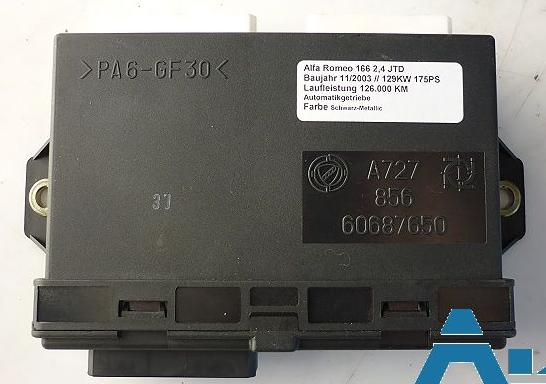 >PA6-GF30<
Alfa Romeo 166 2,4 JTD
Baujahr 11/2003 // 129KW 175PS
Laufleistung 126.000 KM
Automatikgetriebe
Farbe Schwarz-Metallic
A727
856
60687650